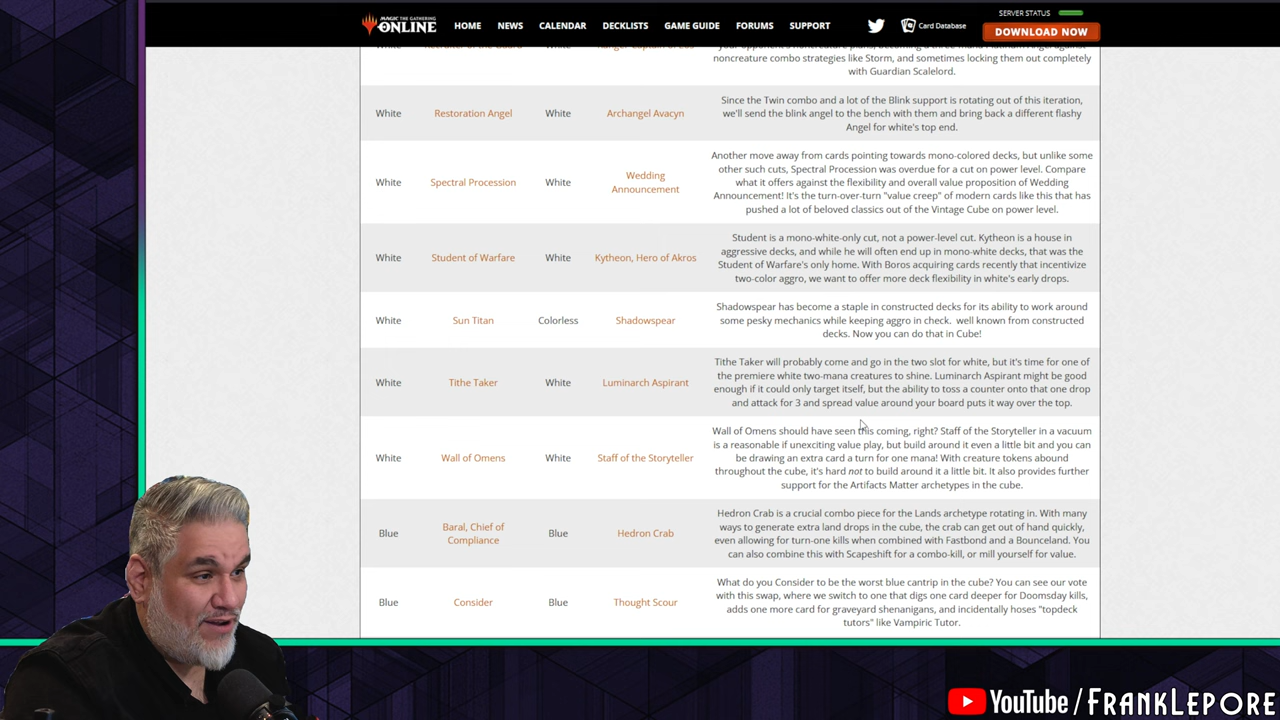 MAGIC THE GATHERING
ONLINE
HOME NEWS CALENDAR DECKLISTS GAME GUIDE FORUMS SUPPORT
Card Database
SERVER STATUS
DOWNLOAD NOW
noncreature combo strategies like Storm, and sometimes locking them out completely
with Guardian Scalelord.
White Restoration Angel White Archangel Avacyn
Since the Twin combo and a lot of the Blink support is rotating out of this iteration,
we'll send the blink angel to the bench with them and bring back a different flashy
Angel for white's top end.
White Spectral Procession White Wedding
Announcement
Another move away from cards pointing towards mono-colored decks, but unlike some
other such cuts, Spectral Procession was overdue for a cut on power level. Compare
what it offers against the flexibility and overall value proposition of Wedding
Announcement! It's the turn-over-turn "value creep" of modern cards like this that has
pushed a lot of beloved classics out of the Vintage Cube on power level.
White Student of Warfare White Kytheon, Hero of Akros
Student is a mono-white-only cut, not a power-level cut. Kytheon is a house in
aggressive decks, and while he will often end up in mono-white decks, that was the
Student of Warfare's only home. With Boros acquiring cards recently that incentivize
two-color aggro, we want to offer more deck flexibility in white's early drops.
White Sun Titan Colorless Shadowspear
Shadowspear has become a staple in constructed decks for its ability to work around
some pesky mechanics while keeping aggro in check. well known from constructed
decks. Now you can do that in Cube!
White Tithe Taker White Luminarch Aspirant
Tithe Taker will probably come and go in the two slot for white, but it's time for one of
the premiere white two-mana creatures to shine. Luminarch Aspirant might be good
enough if it could only target itself, but the ability to toss a counter onto that one drop
and attack for 3 and spread value around your board puts it way over the top.
White Wall of Omens White Staff of the Storyteller
Wall of Omens should have seen this coming, right? Staff of the Storyteller in a vacuum
is a reasonable if unexciting value play, but build around it even a little bit and you can
be drawing an extra card a turn for one mana! With creature tokens abound
throughout the cube, it's hard not to build around it a little bit. It also provides further
support for the Artifacts Matter archetypes in the cube.
Blue Baral, Chief of
Compliance Blue Hedron Crab
Hedron Crab is a crucial combo piece for the Lands archetype rotating in. With many
ways to generate extra land drops in the cube, the crab can get out of hand quickly,
even allowing for turn-one kills when combined with Fastbond and a Bounceland. You
can also combine this with Scapeshift for a combo-kill, or mill yourself for value.
Blue Consider Blue Thought Scour
What do you Consider to be the worst blue cantrip in the cube? You can see our vote
with this swap, where we switch to one that digs one card deeper for Doomsday kills,
adds one more card for graveyard shenanigans, and incidentally hoses "topdeck
tutors" like Vampiric Tutor.
YouTube/FrankLepore